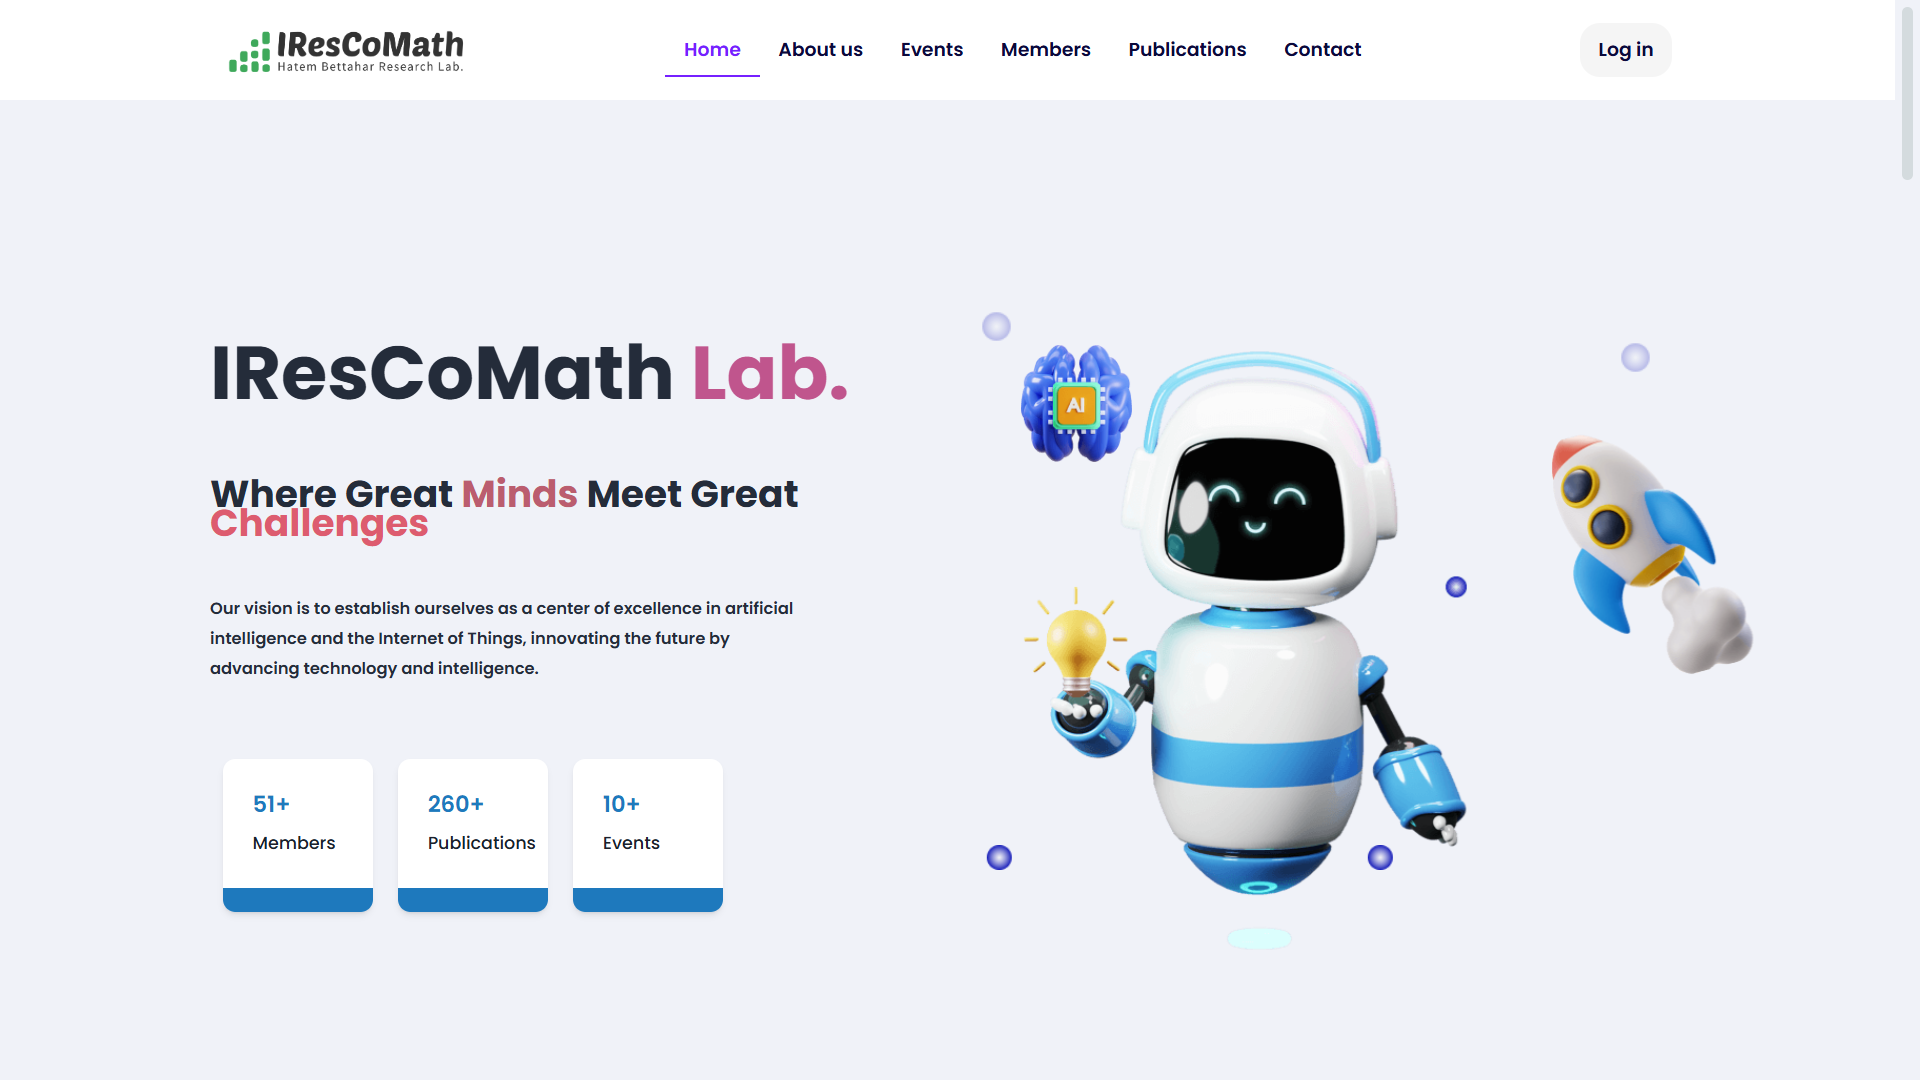 IResCoMath
Hatem Bettahar Research Lab.
Home
About us
Events
Members
Publications
Contact
Log in
IResCoMath Lab.
Where Great Minds Meet Great
Challenges
Our vision is to establish ourselves as a center of excellence in artificial
intelligence and the Internet of Things, innovating the future by
advancing technology and intelligence.
AI
51+
Members
260+
Publications
10+
Events